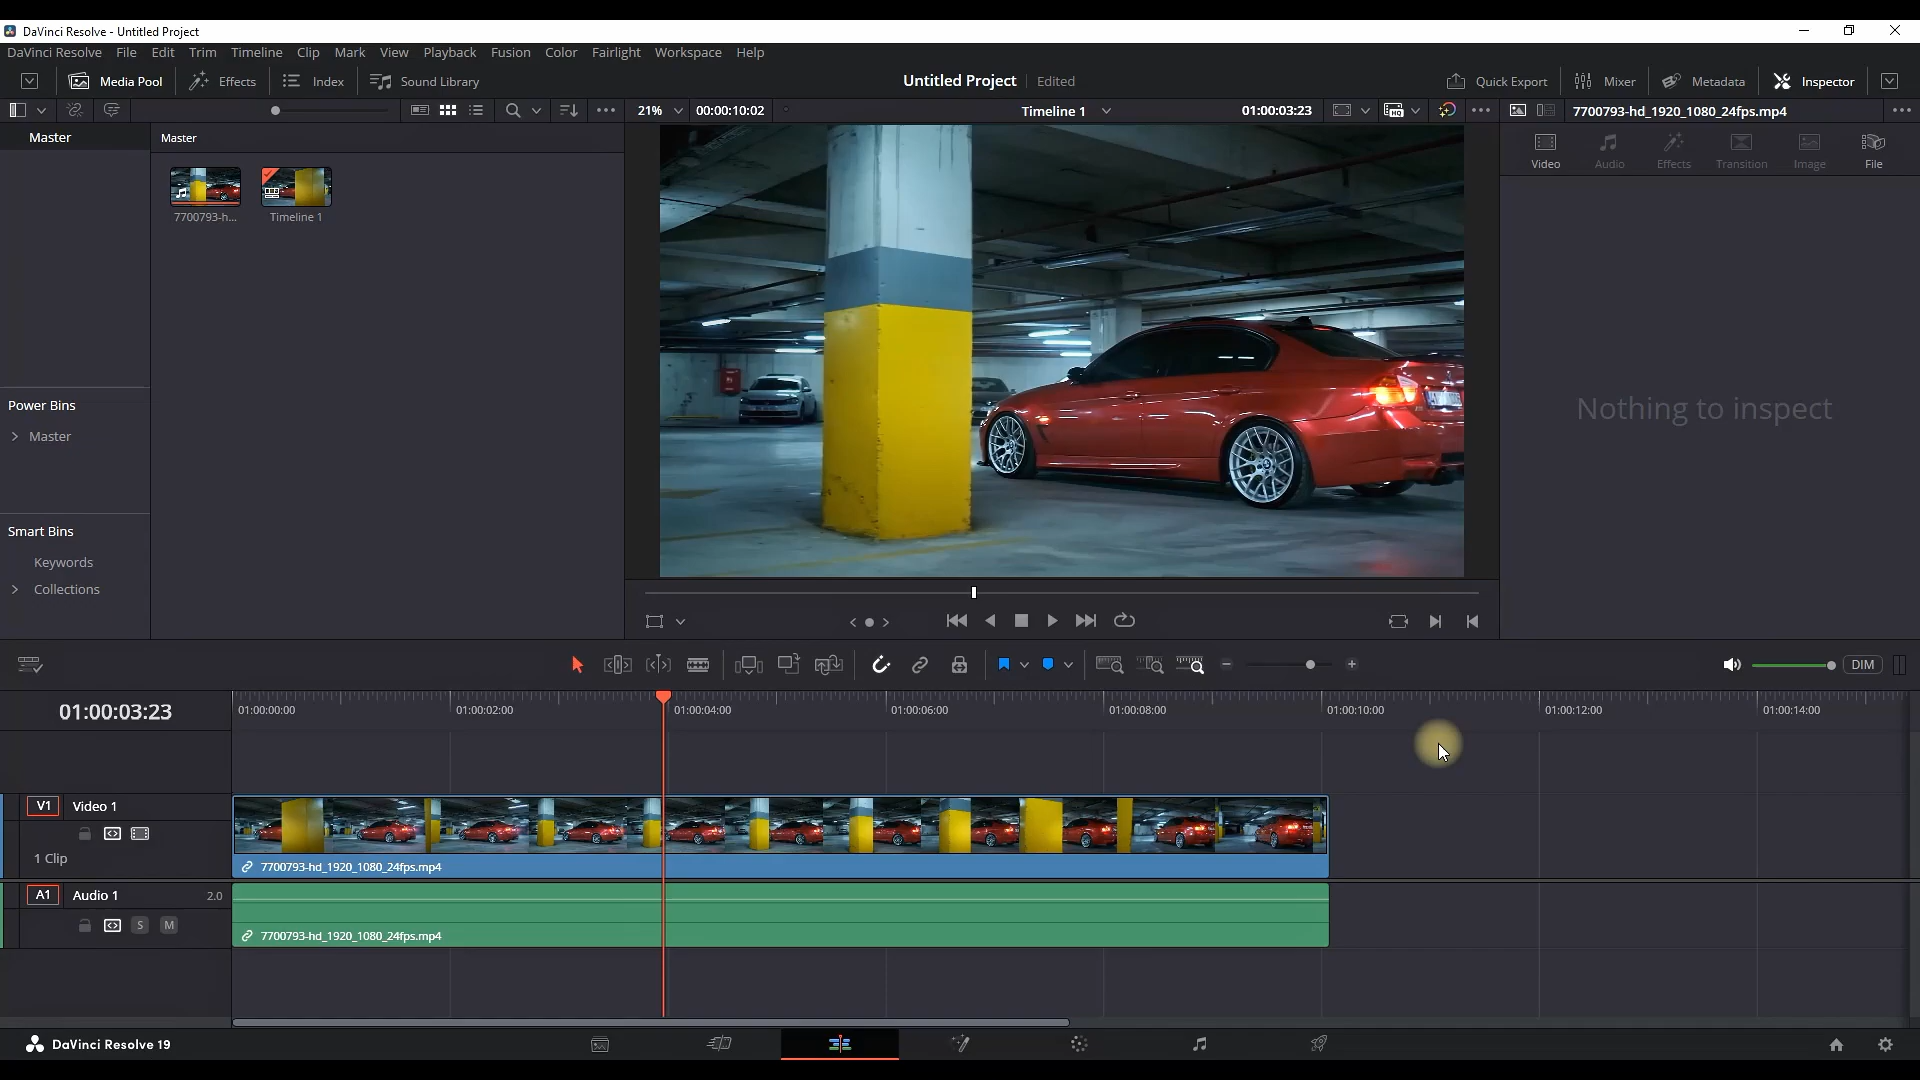 DaVinci Resolve - Untitled Project
DaVinci Resolve File Edit Trim Timeline Clip Mark View Playback Fusion Color Fairlight Workspace Help
Media Pool Effects Index Sound Library Untitled Project Edited Quick Export Mixer Metadata Inspector
21% 00:00:10:02 Timeline 1 01:00:03:23 7700793-hd_1920_1080_24fps.mp4
Master Master
Video Audio Effects Transition Image File
7700793-h... Timeline 1
Power Bins
Master
Nothing to inspect
Smart Bins
Keywords
Collections
DIM
01:00:03:23 01:00:00:00 01:00:02:00 01:00:04:00 01:00:06:00 01:00:08:00 01:00:10:00 01:00:12:00 01:00:14:00
V1 Video 1
1 Clip
7700793-hd_1920_1080_24fps.mp4
A1 Audio 1 2.0
S M
7700793-hd_1920_1080_24fps.mp4
DaVinci Resolve 19